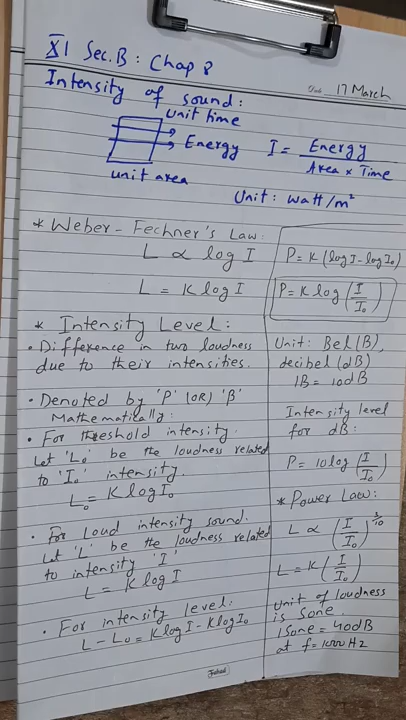 XI Sec.B : Chap 8
Date 17 March
Intensity of sound :
unit time
Energy
unit area
I = Energy / Area × Time
Unit : watt/m²
* Weber - Fechner's Law:
L ∝ log I
L = K log I
* Intensity Level :
• Difference in two loudness
due to their intensities.
• Denoted by 'P' (OR) 'β'
Mathematically:
• For threshold intensity.
Let 'L₀' be the loudness related
to 'I₀' intensity.
L₀ = K log I₀
• For Loud intensity sound.
Let 'L' be the loudness related
to intensity 'I'
L = K log I
• For intensity level:
L - L₀ = K log I - K log I₀
P = K (log I - log I₀)
P = K log (I/I₀)
Unit: Bel (B),
decibel (dB)
1B = 10dB
Intensity level
for dB:
P = 10 log (I/I₀)
* Power Law:
L ∝ (I/I₀)^3/10
L = K (I/I₀)
Unit of loudness
is Sone.
1 Sone = 40dB
at f = 1000 Hz